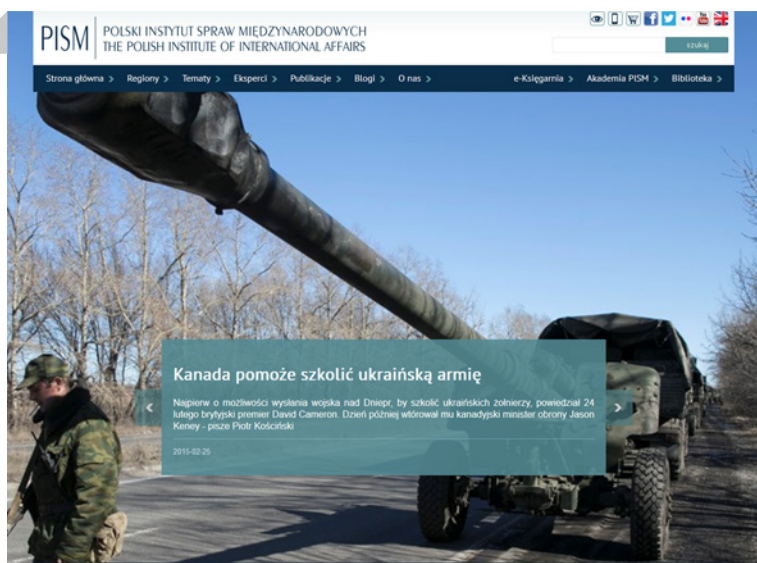 PISM
POLSKI INSTYTUT SPRAW MIĘDZYNARODOWYCH
THE POLISH INSTITUTE OF INTERNATIONAL AFFAIRS
szukaj
Strona główna > Regiony > Tematy > Eksperci > Publikacje > Blogi > O nas > e-Księgarnia > Akademia PISM > Biblioteka >
Kanada pomoże szkolić ukraińską armię
Najpierw o możliwości wysłania wojska nad Dniepr, by szkolić ukraińskich żołnierzy, powiedział 24
lutego brytyjski premier David Cameron. Dzień później wtórował mu kanadyjski minister obrony Jason
Keney - pisze Piotr Kościński
2015-02-25